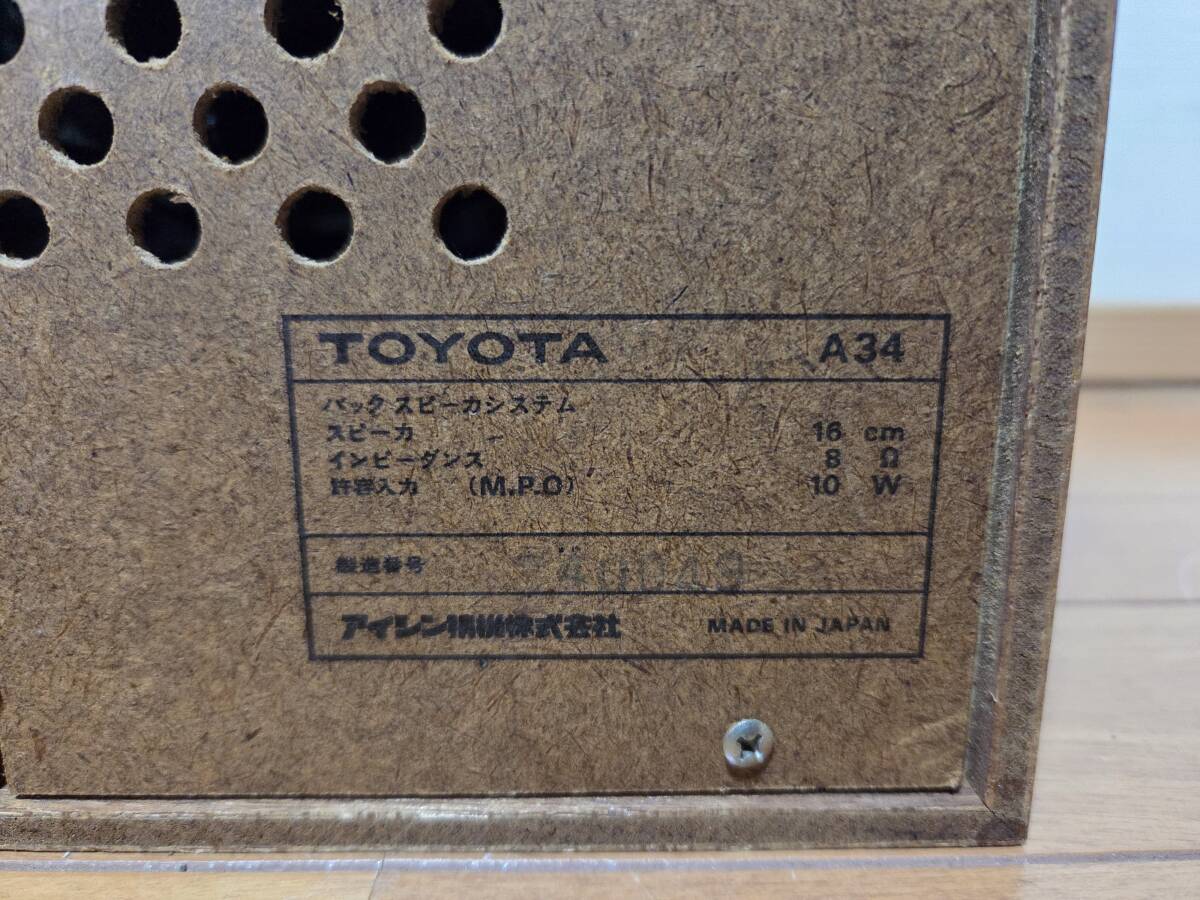 TOYOTA A34
バックスピーカシステム
スピーカ 16 cm
インピーダンス 8 Ω
許容入力 (M.P.O) 10 W
製造番号
アイシン精機株式会社 MADE IN JAPAN